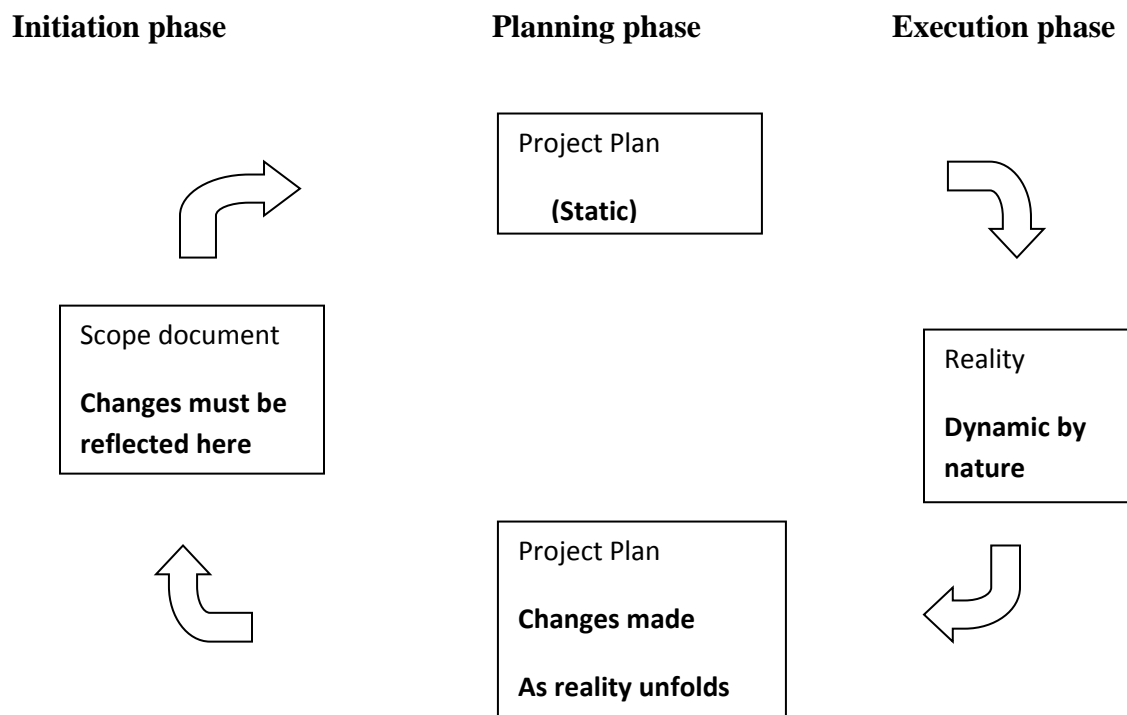 Initiation phase
Planning phase
Execution phase
Project Plan
(Static)
Scope document
Changes must be
reflected here
Reality
Dynamic by
nature
Project Plan
Changes made
As reality unfolds